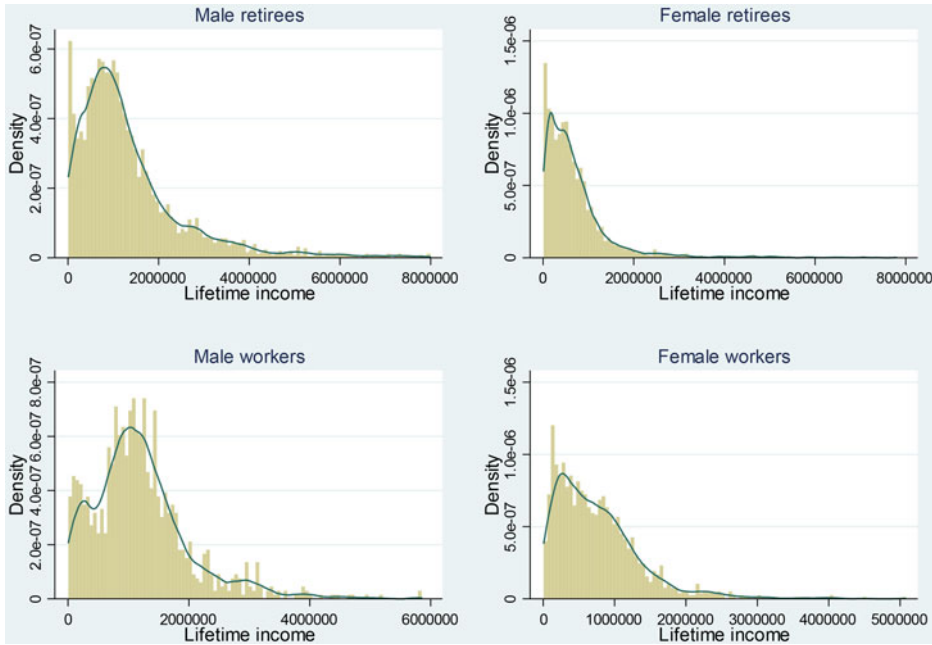 Male retirees
Density
6.0e-07
4.0e-07
2.0e-07
0
0 2000000 4000000 6000000 8000000
Lifetime income
Female retirees
Density
1.5e-06
1.0e-06
5.0e-07
0
0 2000000 4000000 6000000 8000000
Lifetime income
Male workers
Density
8.0e-07
6.0e-07
4.0e-07
2.0e-07
0
0 2000000 4000000 6000000
Lifetime income
Female workers
Density
1.5e-06
1.0e-06
5.0e-07
0
0 1000000 2000000 3000000 4000000 5000000
Lifetime income